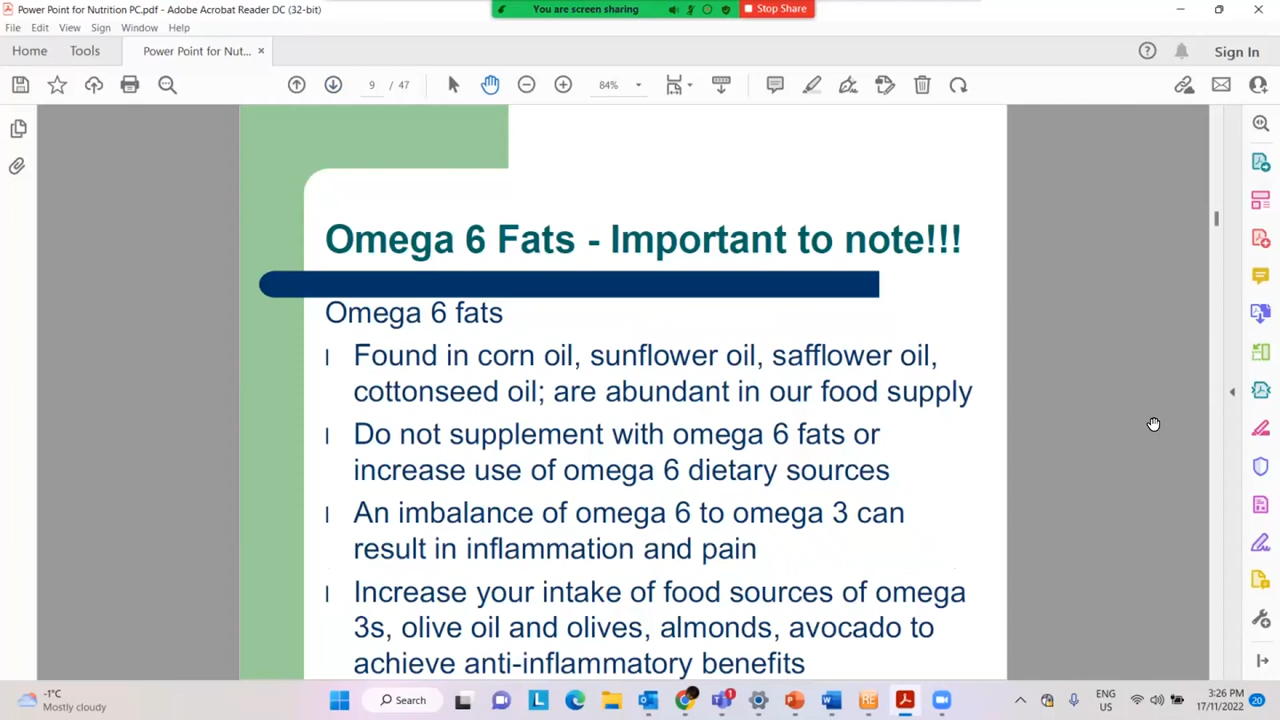 Power Point for Nutrition PC.pdf - Adobe Acrobat Reader DC (32-bit)
You are screen sharing
Stop Share
File Edit View Sign Window Help
Home Tools Power Point for Nut... × Sign In
9 / 47 84%
Omega 6 Fats - Important to note!!!
Omega 6 fats
l Found in corn oil, sunflower oil, safflower oil,
cottonseed oil; are abundant in our food supply
l Do not supplement with omega 6 fats or
increase use of omega 6 dietary sources
l An imbalance of omega 6 to omega 3 can
result in inflammation and pain
l Increase your intake of food sources of omega
3s, olive oil and olives, almonds, avocado to
achieve anti-inflammatory benefits
-1°C
Mostly cloudy
Search
ENG
US
3:26 PM
17/11/2022
20